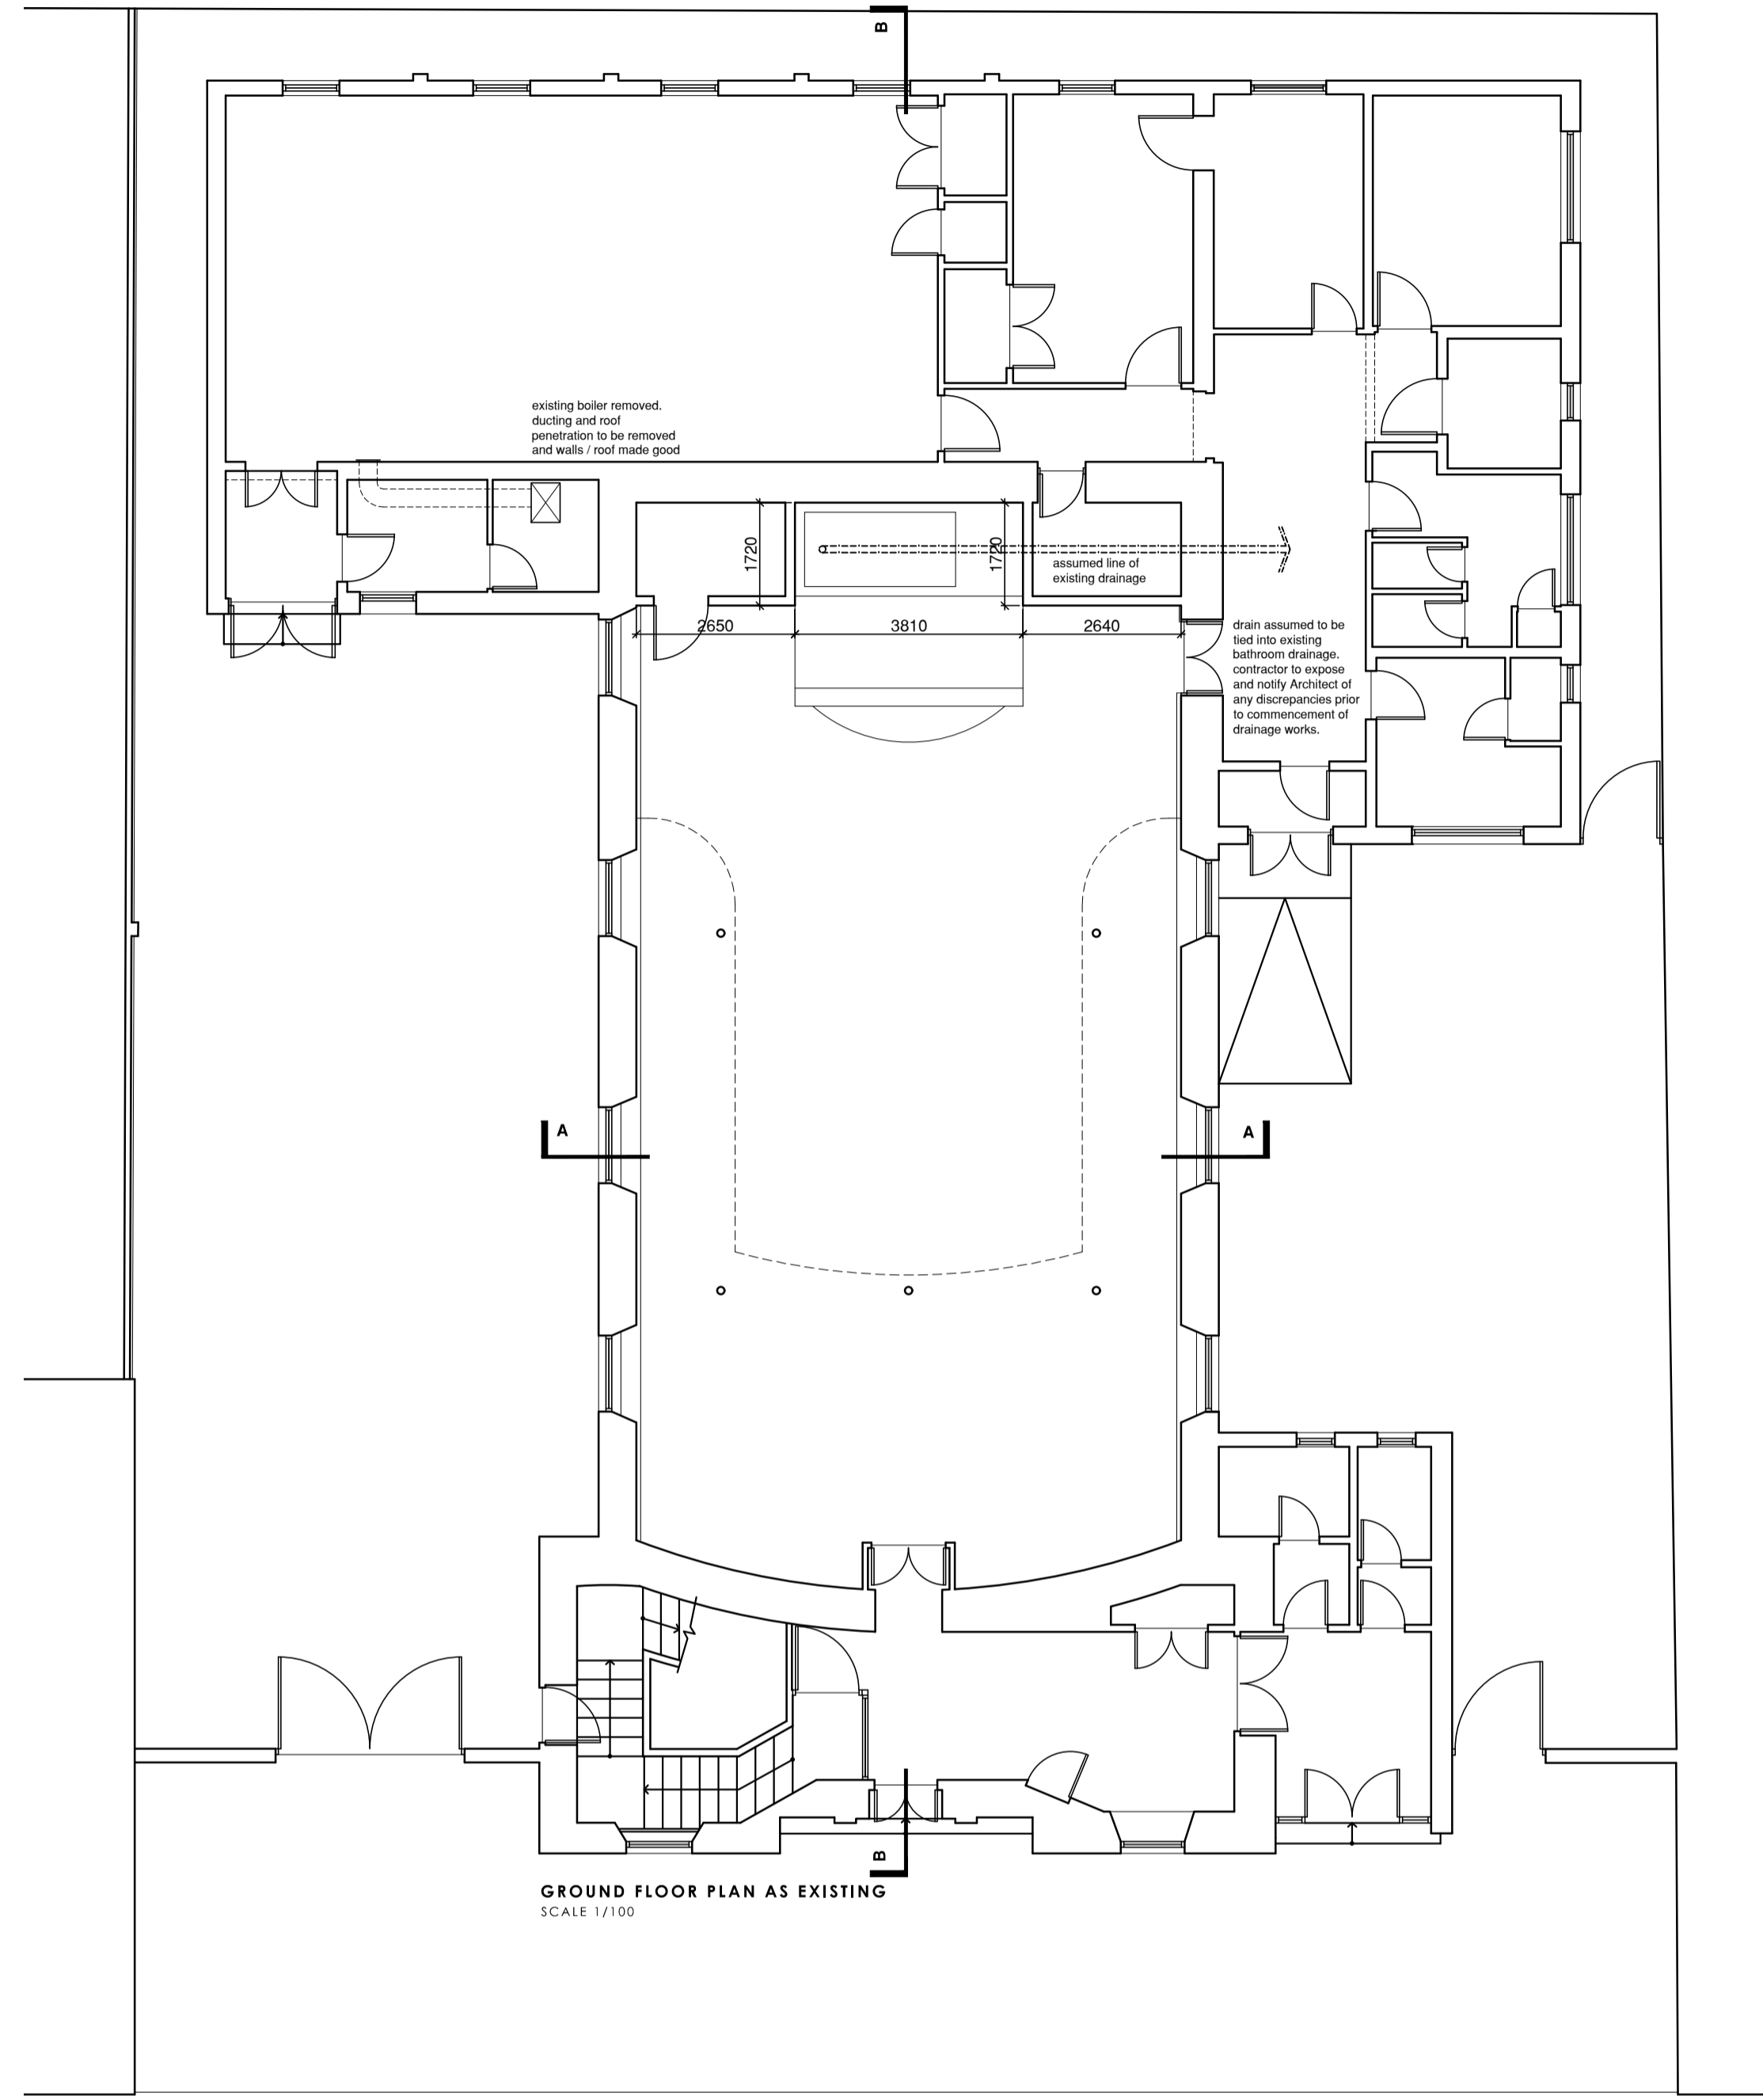 B
existing boiler removed.
ducting and roof
penetration to be removed
and walls / roof made good
1720
1720
assumed line of
existing drainage
2650
3810
2640
drain assumed to be
tied into existing
bathroom drainage.
contractor to expose
and notify Architect of
any discrepancies prior
to commencement of
drainage works.
A
A
B
GROUND FLOOR PLAN AS EXISTING
SCALE 1/100